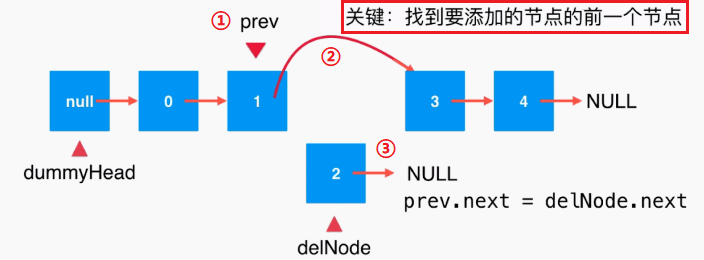 ① prev
关键：找到要添加的节点的前一个节点
②
null
0
1
3
4
NULL
dummyHead
2
③
NULL
prev.next = delNode.next
delNode